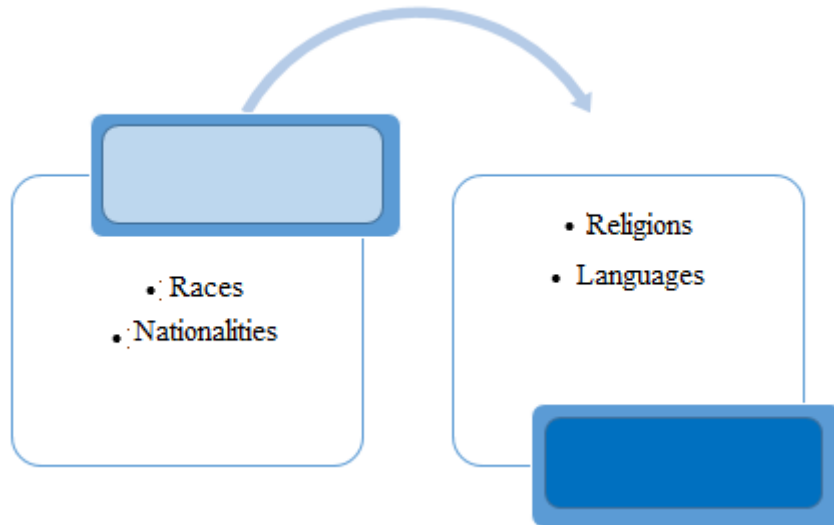 • Races
• Nationalities
• Religions
• Languages